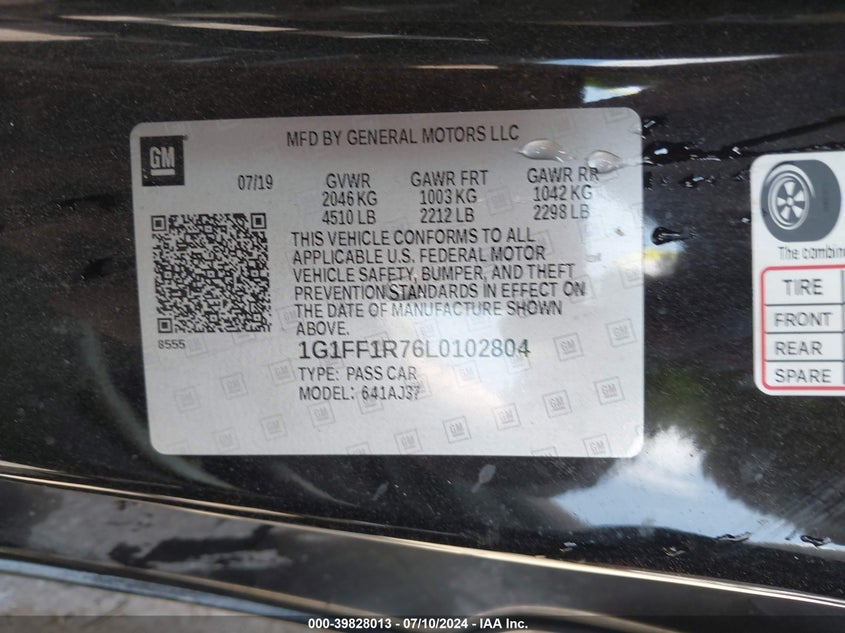 MFD BY GENERAL MOTORS LLC
GM
07/19
GVWR GAWR FRT GAWR RR
2046 KG 1003 KG 1042 KG
4510 LB 2212 LB 2298 LB
THIS VEHICLE CONFORMS TO ALL
APPLICABLE U.S. FEDERAL MOTOR
VEHICLE SAFETY, BUMPER, AND THEFT
PREVENTION STANDARDS IN EFFECT ON
THE DATE OF MANUFACTURE SHOWN
ABOVE.
8555
1G1FF1R76L0102804
TYPE: PASS CAR
MODEL: 641AJ37
The combine
TIRE
FRONT
REAR
SPARE
000-39828013 - 07/10/2024 - IAA Inc.